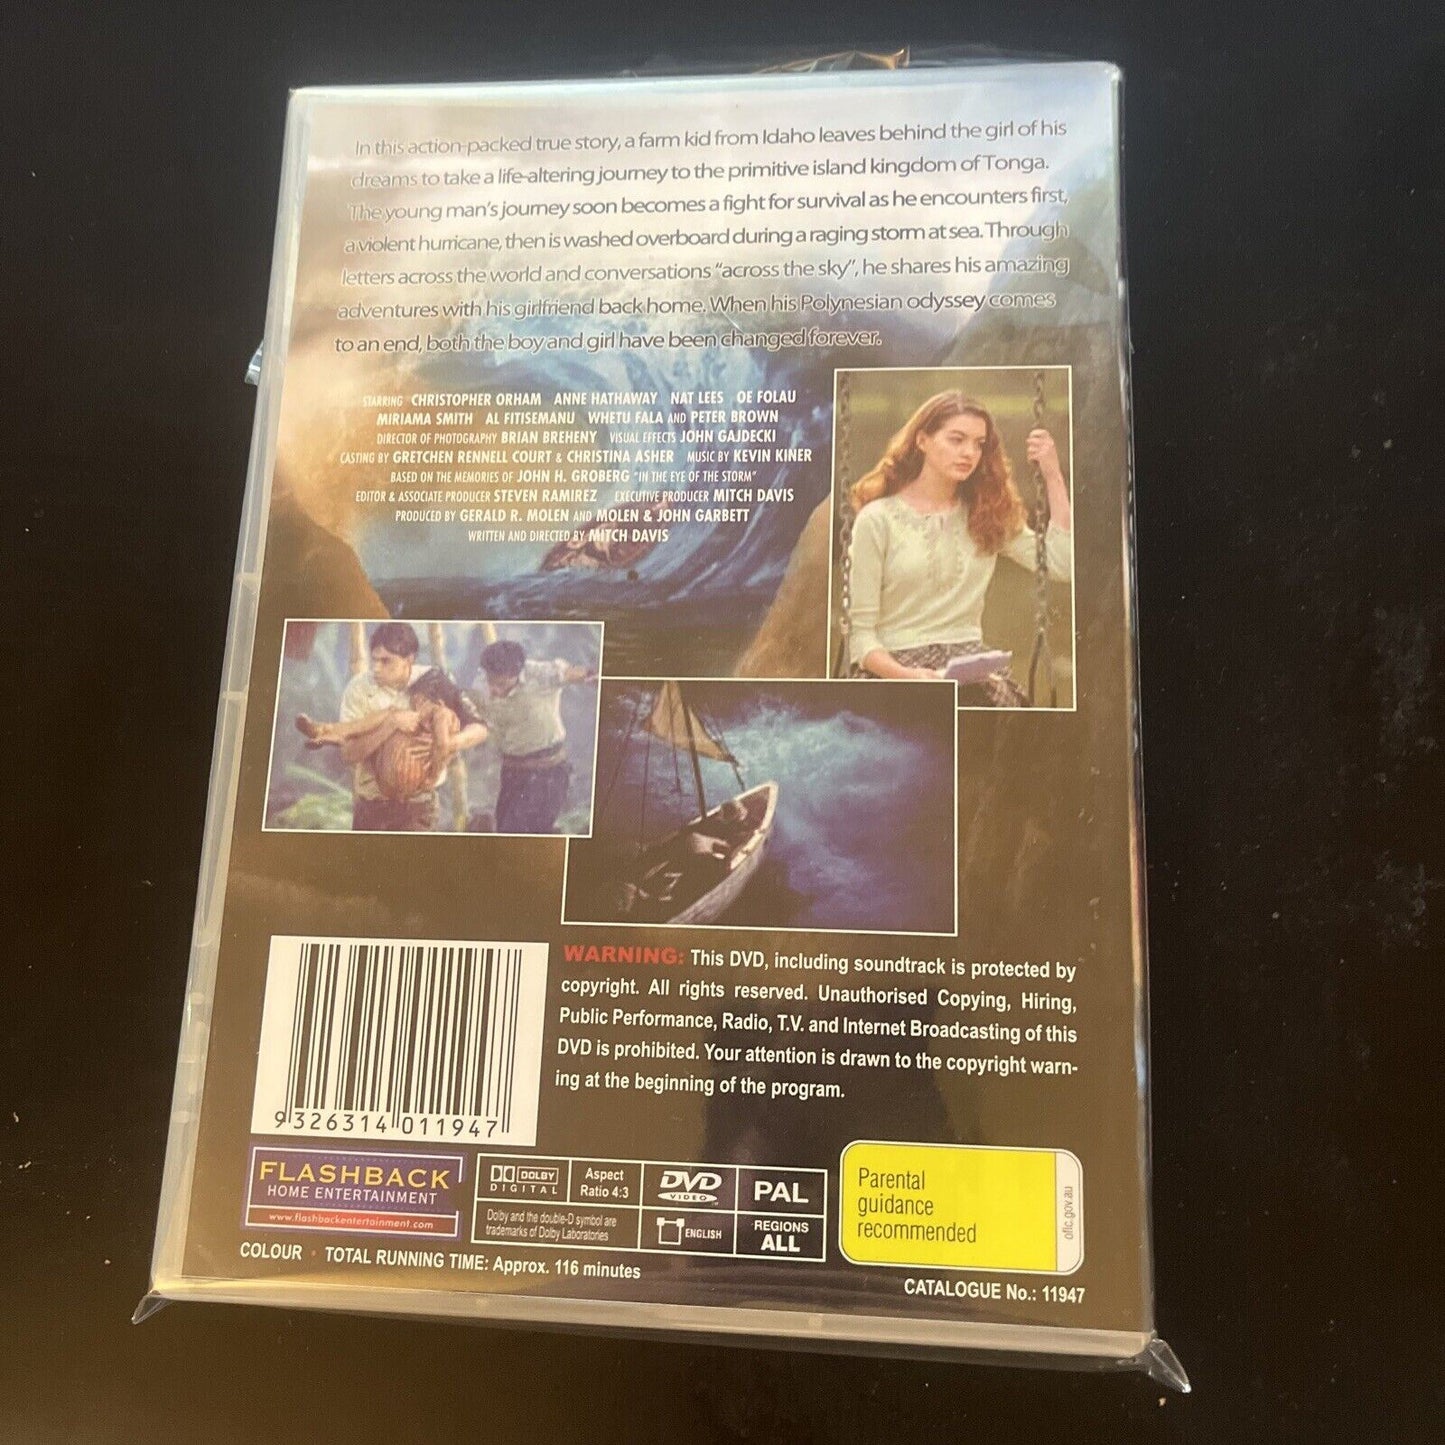 In this action-packed true story, a farm kid from Idaho leaves behind the girl of his
dreams to take a life-altering journey to the primitive island kingdom of Tonga.
The young man's journey soon becomes a fight for survival as he encounters first,
a violent hurricane, then is washed overboard during a raging storm at sea. Through
letters across the world and conversations "across the sky", he shares his amazing
adventures with his girlfriend back home. When his Polynesian odyssey comes
to an end, both the boy and girl have been changed forever.
STARRING CHRISTOPHER ORHAM ANNE HATHAWAY NAT LEES OE FOLAU
MIRIAMA SMITH AL FITISEMANU WHETU FALA AND PETER BROWN
DIRECTOR OF PHOTOGRAPHY BRIAN BREHENY VISUAL EFFECTS JOHN GAJDECKI
CASTING BY GRETCHEN RENNELL COURT & CHRISTINA ASHER MUSIC BY KEVIN KINER
BASED ON THE MEMORIES OF JOHN H. GROBERG "IN THE EYE OF THE STORM"
EDITOR & ASSOCIATE PRODUCER STEVEN RAMIREZ EXECUTIVE PRODUCER MITCH DAVIS
PRODUCED BY GERALD R. MOLEN AND MOLEN & JOHN GARBETT
WRITTEN AND DIRECTED BY MITCH DAVIS
WARNING: This DVD, including soundtrack is protected by
copyright. All rights reserved. Unauthorised Copying, Hiring,
Public Performance, Radio, T.V. and Internet Broadcasting of this
DVD is prohibited. Your attention is drawn to the copyright warn-
ing at the beginning of the program.
9 326314 011947
FLASHBACK
HOME ENTERTAINMENT
www.flashbackentertainment.com
DOLBY
DIGITAL
Aspect
Ratio 4:3
Dolby and the double-D symbol are
trademarks of Dolby Laboratories
DVD
VIDEO
TM
ENGLISH
PAL
REGIONS
ALL
Parental
guidance
recommended
oflc.gov.au
COLOUR • TOTAL RUNNING TIME: Approx. 116 minutes
CATALOGUE No.: 11947